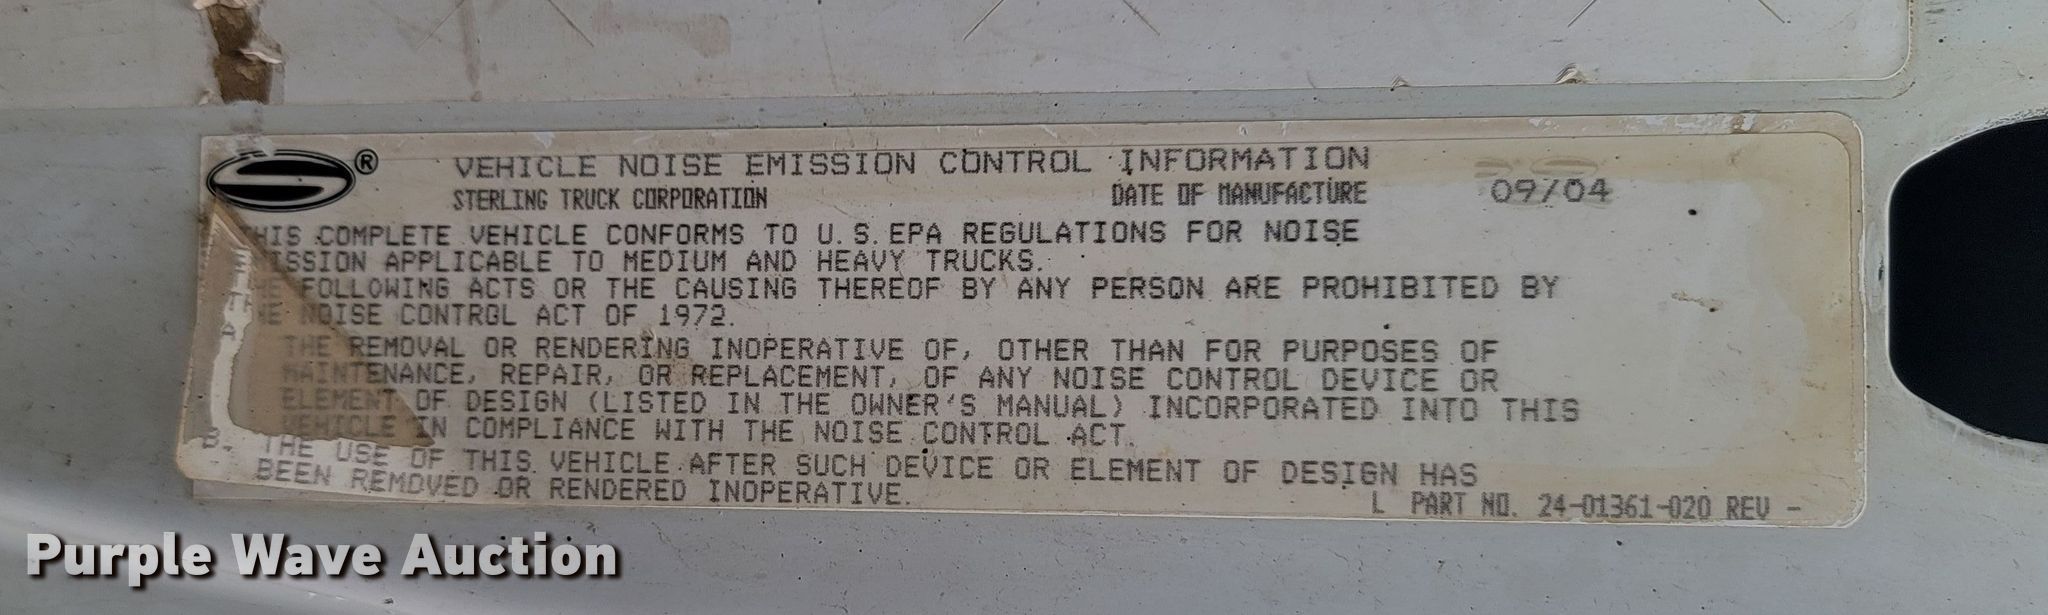 ® VEHICLE NOISE EMISSION CONTROL INFORMATION
STERLING TRUCK CORPORATION DATE OF MANUFACTURE 09/04
THIS COMPLETE VEHICLE CONFORMS TO U.S. EPA REGULATIONS FOR NOISE
EMISSION APPLICABLE TO MEDIUM AND HEAVY TRUCKS.
THE FOLLOWING ACTS OR THE CAUSING THEREOF BY ANY PERSON ARE PROHIBITED BY
THE NOISE CONTROL ACT OF 1972.
A THE REMOVAL OR RENDERING INOPERATIVE OF, OTHER THAN FOR PURPOSES OF
MAINTENANCE, REPAIR, OR REPLACEMENT, OF ANY NOISE CONTROL DEVICE OR
ELEMENT OF DESIGN (LISTED IN THE OWNER'S MANUAL) INCORPORATED INTO THIS
VEHICLE IN COMPLIANCE WITH THE NOISE CONTROL ACT.
B. THE USE OF THIS VEHICLE AFTER SUCH DEVICE OR ELEMENT OF DESIGN HAS
BEEN REMOVED OR RENDERED INOPERATIVE.
L PART NO. 24-01361-020 REV -
Purple Wave Auction